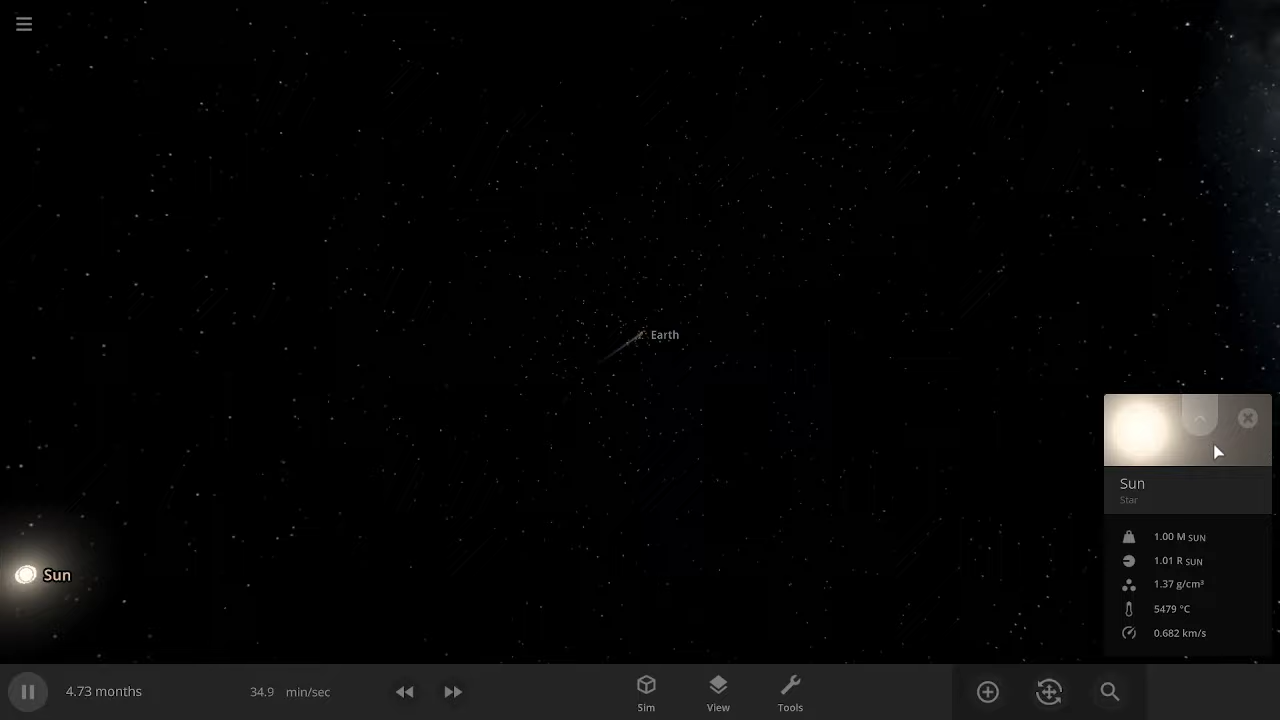 Earth
Sun
Sun
Star
1.00 M SUN
1.01 R SUN
1.37 g/cm³
5479 °C
0.682 km/s
4.73 months
34.9 min/sec
Sim
View
Tools